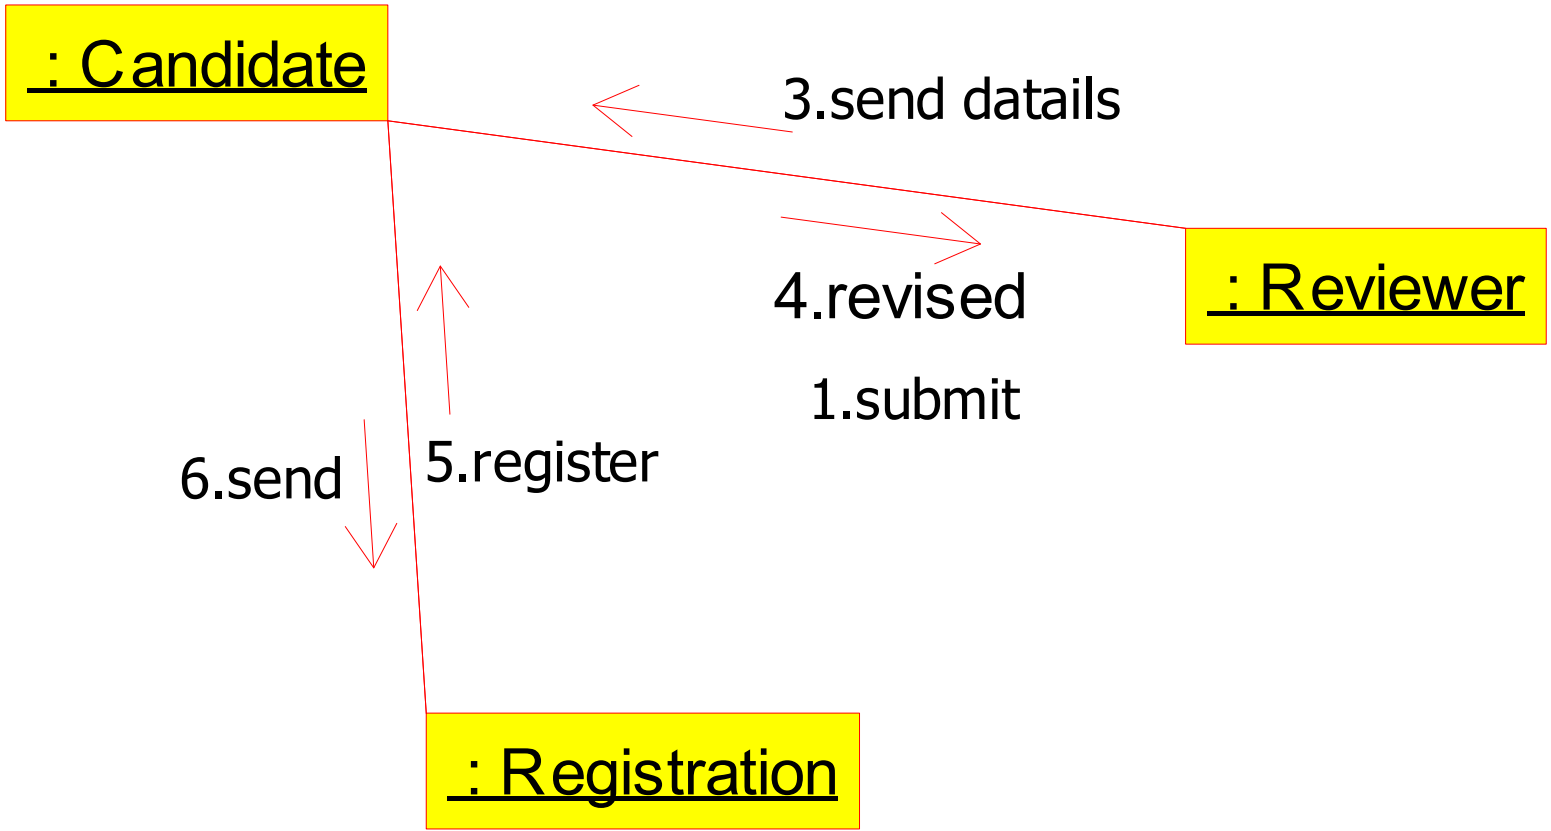 : Candidate
3.send datails
: Reviewer
4.revised
1.submit
5.register
6.send
: Registration